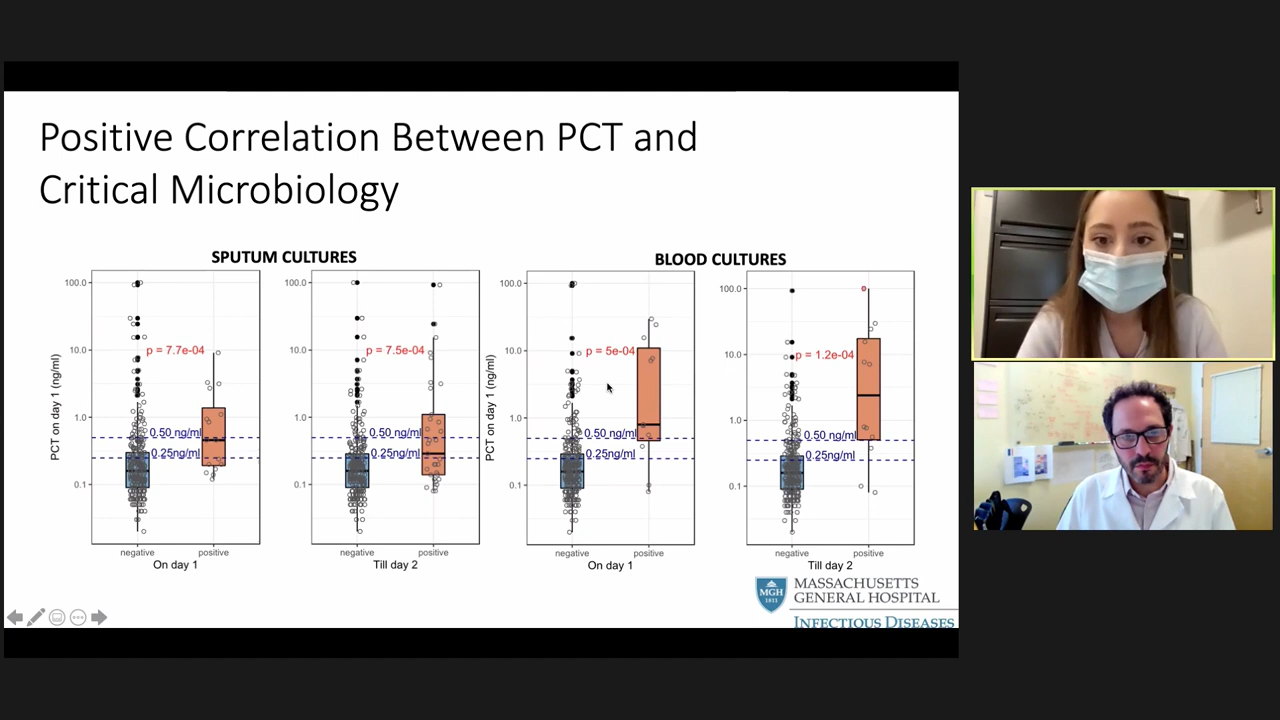 Positive Correlation Between PCT and
Critical Microbiology
SPUTUM CULTURES
BLOOD CULTURES
PCT on day 1 (ng/ml)
100.0
10.0
1.0
0.1
p = 7.7e-04
0.50 ng/ml
0.25ng/ml
negative
positive
On day 1
100.0
10.0
1.0
0.1
p = 7.5e-04
0.50 ng/ml
0.25ng/ml
negative
positive
Till day 2
PCT on day 1 (ng/ml)
100.0
10.0
1.0
0.1
p = 5e-04
0.50 ng/ml
0.25ng/ml
negative
positive
On day 1
100.0
10.0
1.0
0.1
p = 1.2e-04
0.50 ng/ml
0.25ng/ml
negative
positive
Till day 2
MGH
1811
MASSACHUSETTS
GENERAL HOSPITAL
INFECTIOUS DISEASES